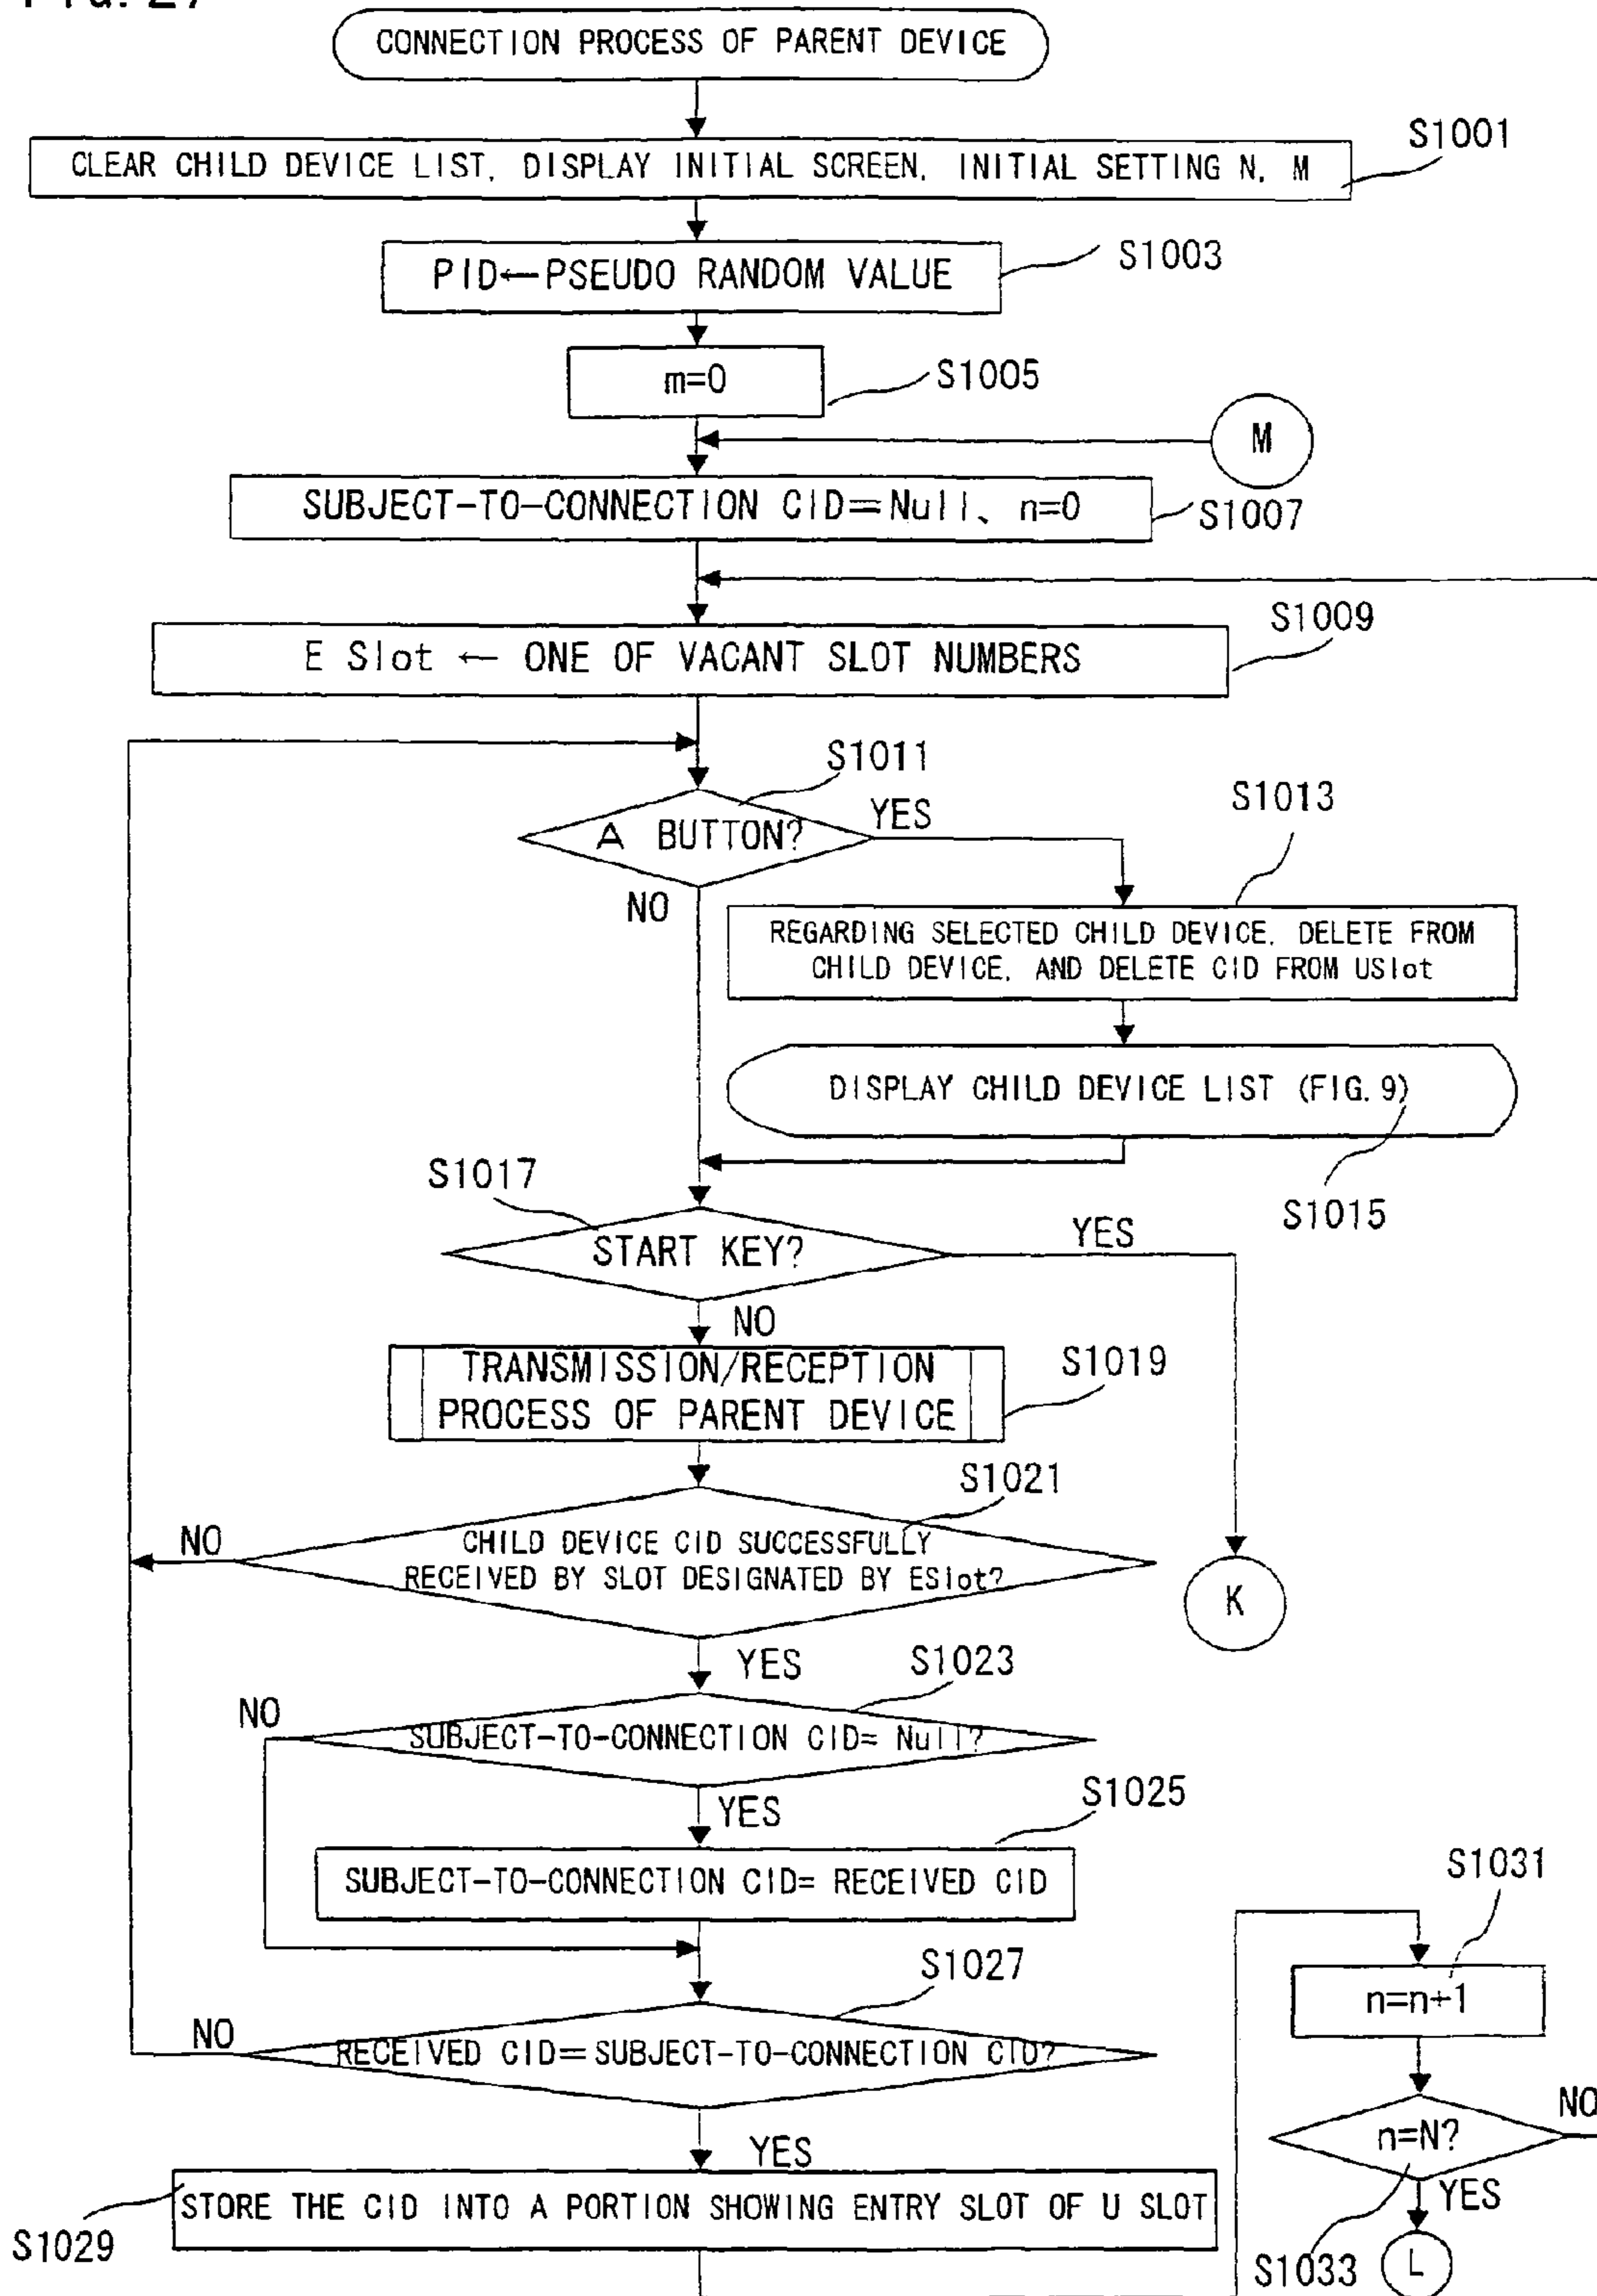 CONNECTION PROCESS OF PARENT DEVICE
CLEAR CHILD DEVICE LIST, DISPLAY INITIAL SCREEN, INITIAL SETTING N, M
S1001
PID←PSEUDO RANDOM VALUE
S1003
m=0
S1005
M
SUBJECT-TO-CONNECTION CID=Null、n=0
S1007
E Slot ← ONE OF VACANT SLOT NUMBERS
S1009
A BUTTON?
S1011
YES
NO
S1013
REGARDING SELECTED CHILD DEVICE, DELETE FROM
CHILD DEVICE, AND DELETE CID FROM USlot
DISPLAY CHILD DEVICE LIST (FIG. 9)
S1015
S1017
START KEY?
YES
NO
TRANSMISSION/RECEPTION
PROCESS OF PARENT DEVICE
S1019
S1021
CHILD DEVICE CID SUCCESSFULLY
RECEIVED BY SLOT DESIGNATED BY ESlot?
NO
K
YES
S1023
NO
SUBJECT-TO-CONNECTION CID= Null?
YES
S1025
SUBJECT-TO-CONNECTION CID= RECEIVED CID
S1027
NO
RECEIVED CID=SUBJECT-TO-CONNECTION CID?
YES
STORE THE CID INTO A PORTION SHOWING ENTRY SLOT OF U SLOT
S1029
S1031
n=n+1
n=N?
NO
YES
S1033
L